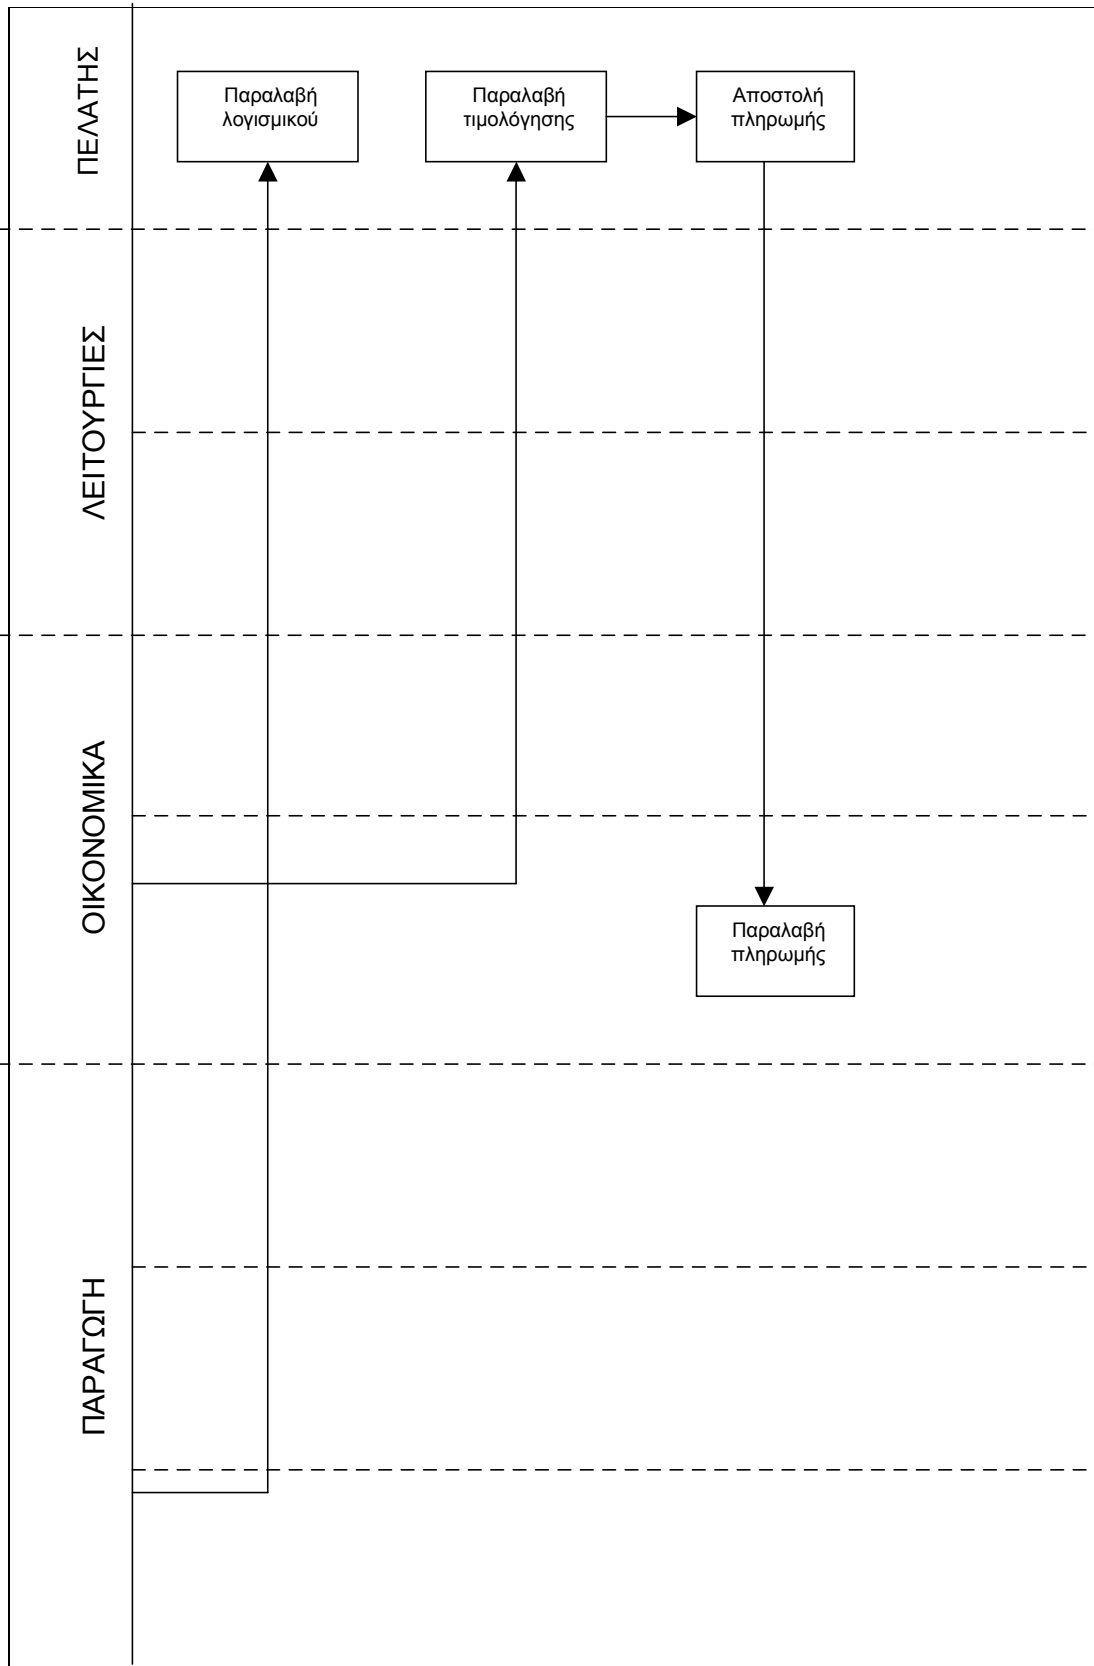 ΠΕΛΑΤΗΣ
Παραλαβή
λογισμικού
Παραλαβή
τιμολόγησης
Αποστολή
πληρωμής
ΛΕΙΤΟΥΡΓΙΕΣ
ΟΙΚΟΝΟΜΙΚΑ
Παραλαβή
πληρωμής
ΠΑΡΑΓΩΓΗ